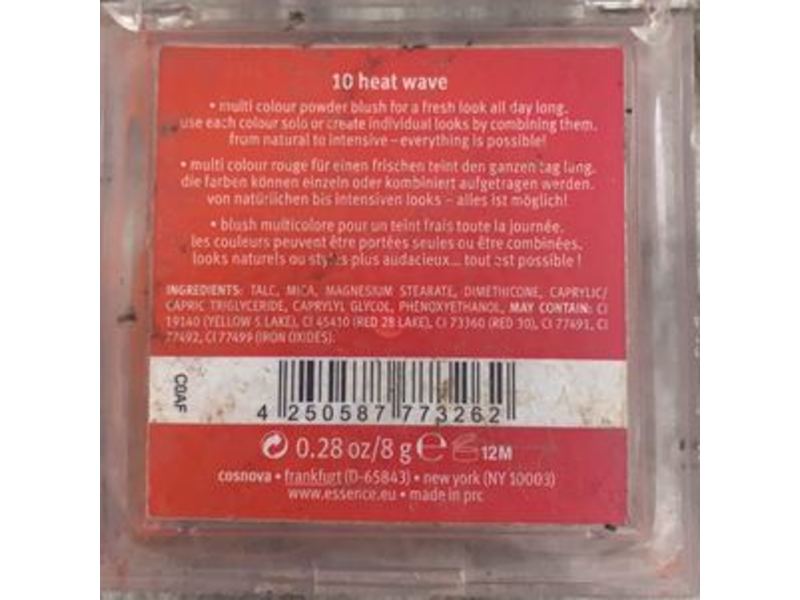 10 heat wave
• multi colour powder blush for a fresh look all day long.
use each colour solo or create individual looks by combining them.
from natural to intensive – everything is possible!
• multi colour rouge für einen frischen teint den ganzen tag lang.
die farben können einzeln oder kombiniert aufgetragen werden.
von natürlichen bis intensiven looks – alles ist möglich!
• blush multicolore pour un teint frais toute la journée.
les couleurs peuvent être portées seules ou être combinées.
looks naturels ou styles plus audacieux... tout est possible !
INGREDIENTS: TALC, MICA, MAGNESIUM STEARATE, DIMETHICONE, CAPRYLIC/
CAPRIC TRIGLYCERIDE, CAPRYLYL GLYCOL, PHENOXYETHANOL, MAY CONTAIN: CI
19140 (YELLOW 5 LAKE), CI 45410 (RED 28 LAKE), CI 73360 (RED 30), CI 77491, CI
77492, CI 77499 (IRON OXIDES).
C0AF
4 250587 773262
0.28 oz/8 g e 12M
cosnova • frankfurt (D-65843) • new york (NY 10003)
www.essence.eu • made in prc